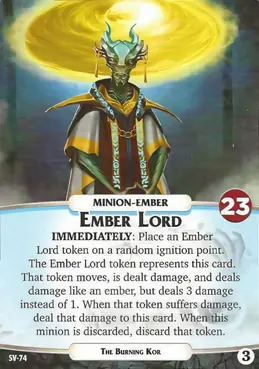 MINION-EMBER
EMBER LORD
23
IMMEDIATELY: Place an Ember
Lord token on a random ignition point.
The Ember Lord token represents this card.
That token moves, is dealt damage, and deals
damage like an ember, but deals 3 damage
instead of 1. When that token suffers damage,
deal that damage to this card. When this
minion is discarded, discard that token.
SV-74
THE BURNING KOR
3